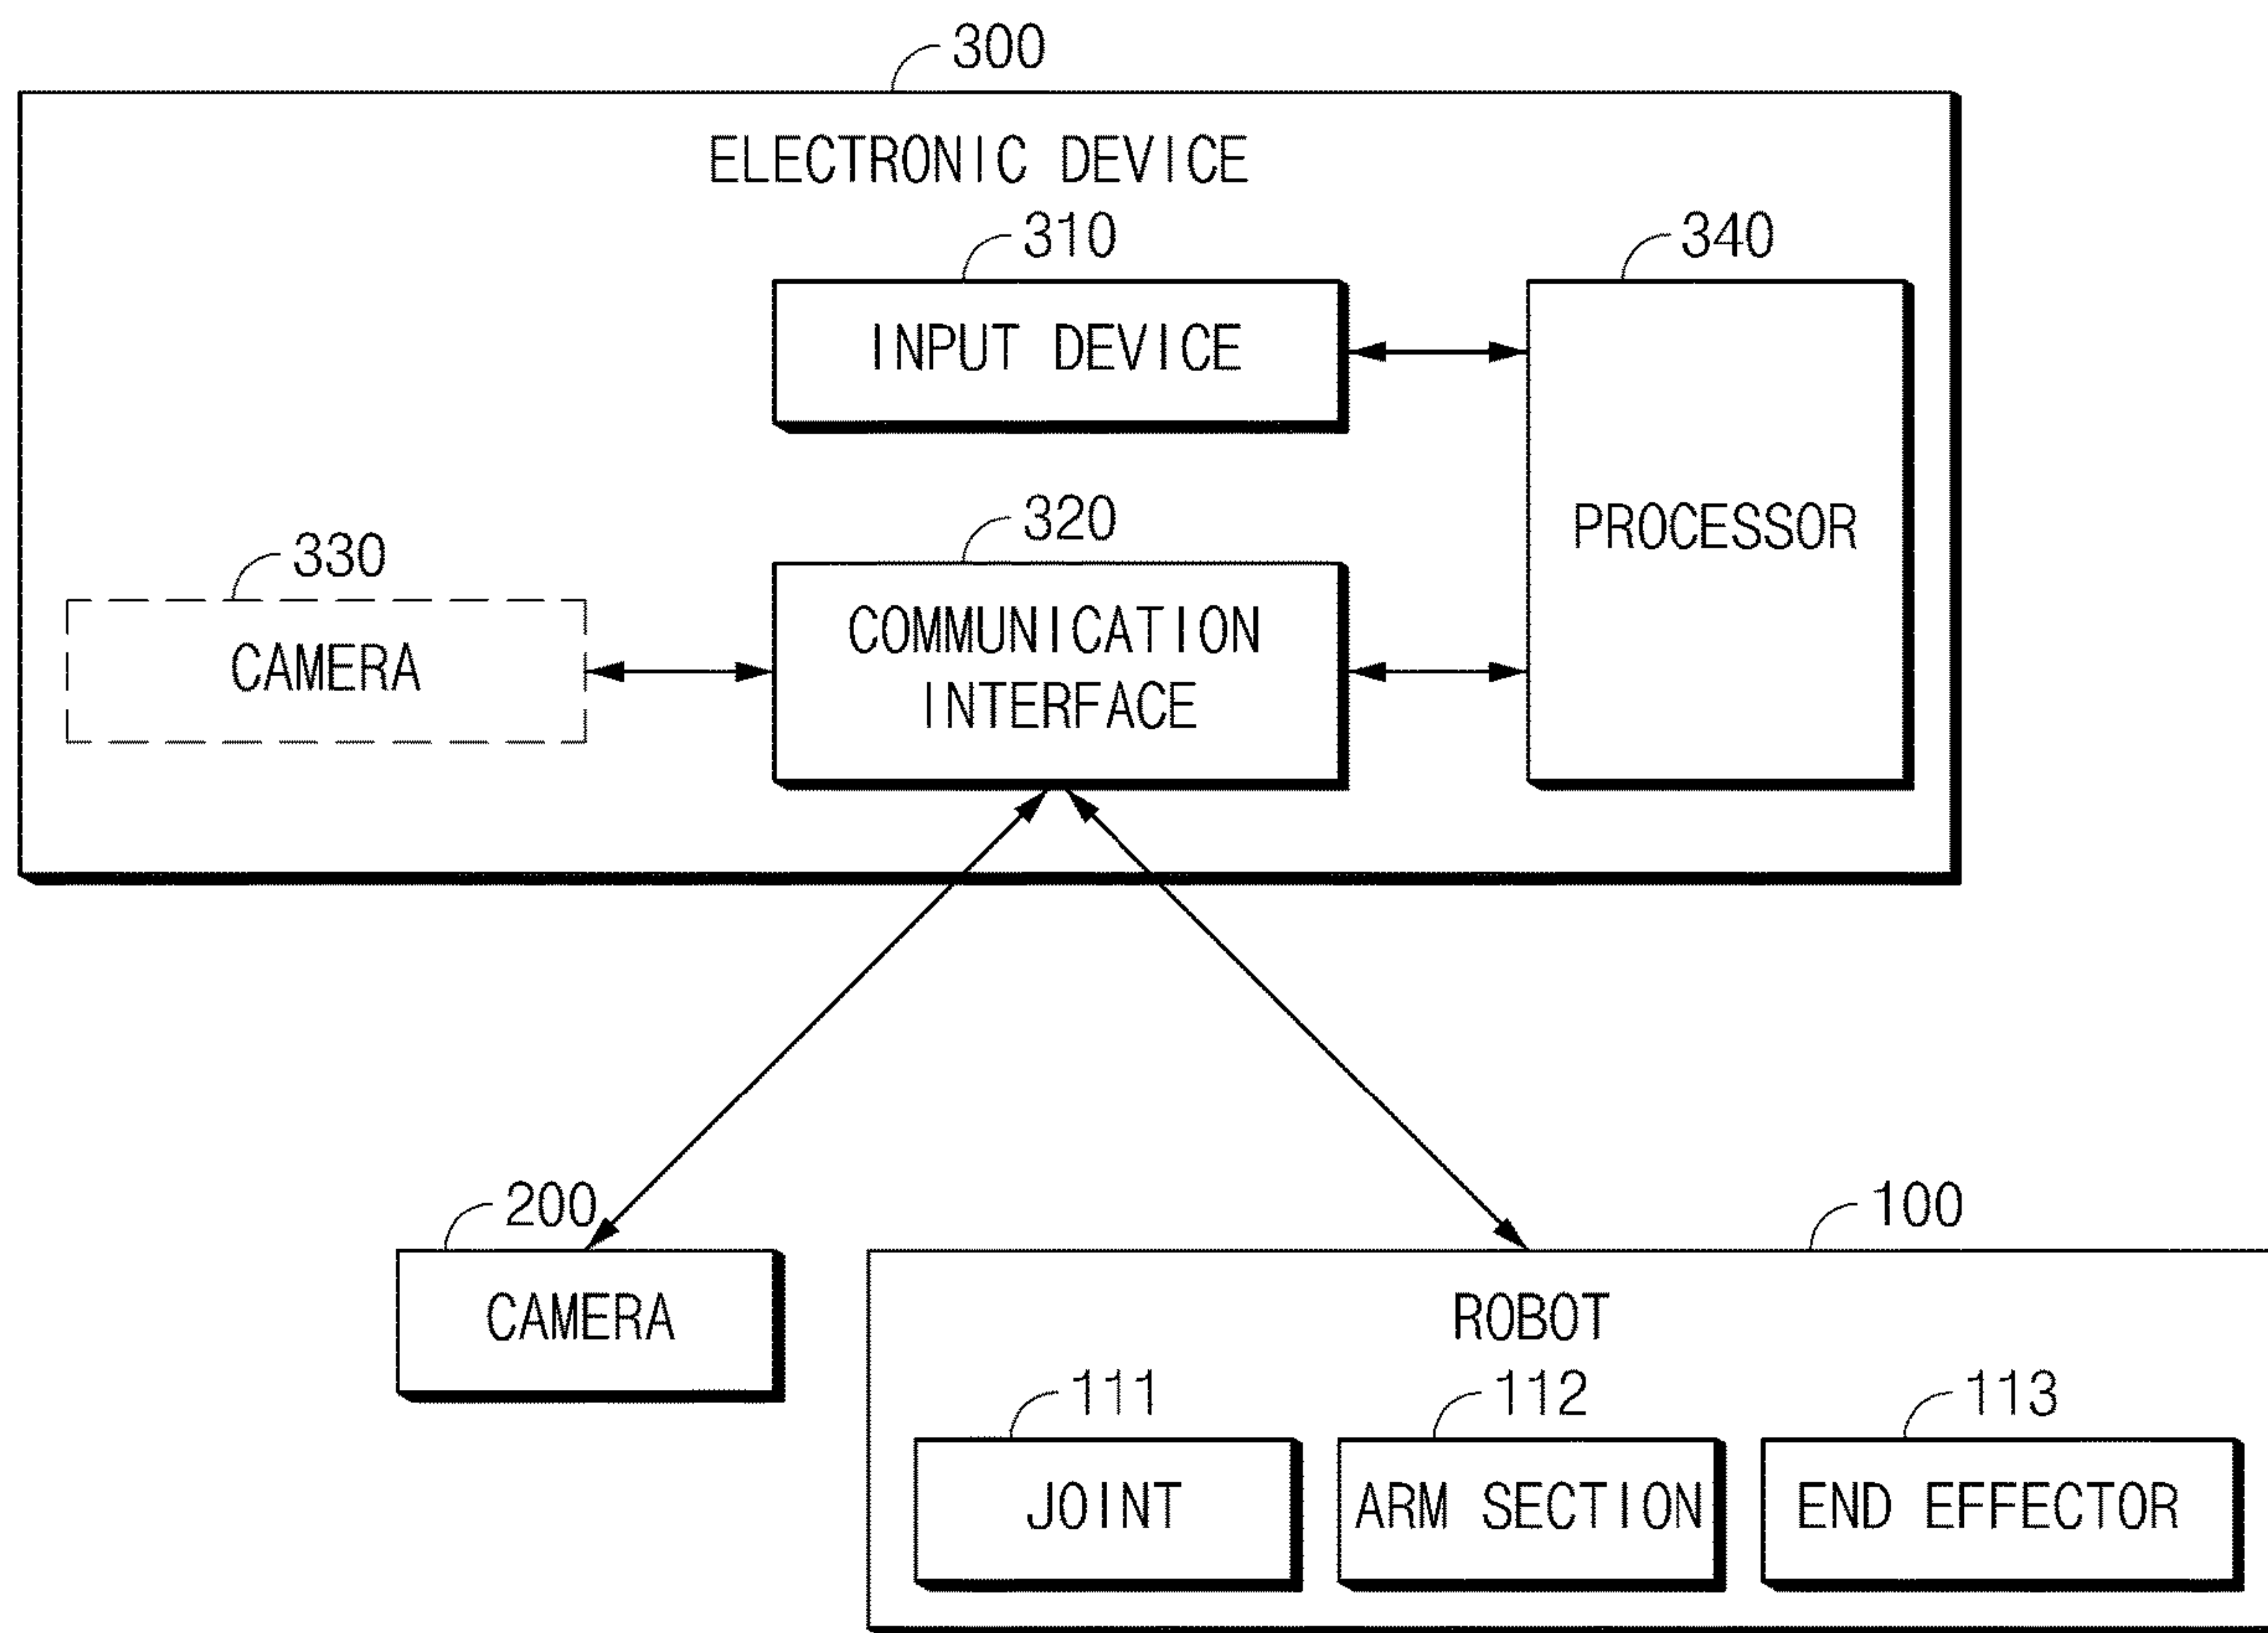 300
ELECTRONIC DEVICE
310
340
INPUT DEVICE
320
PROCESSOR
330
COMMUNICATION
INTERFACE
CAMERA
200
100
CAMERA
ROBOT
111
112
113
JOINT
ARM SECTION
END EFFECTOR